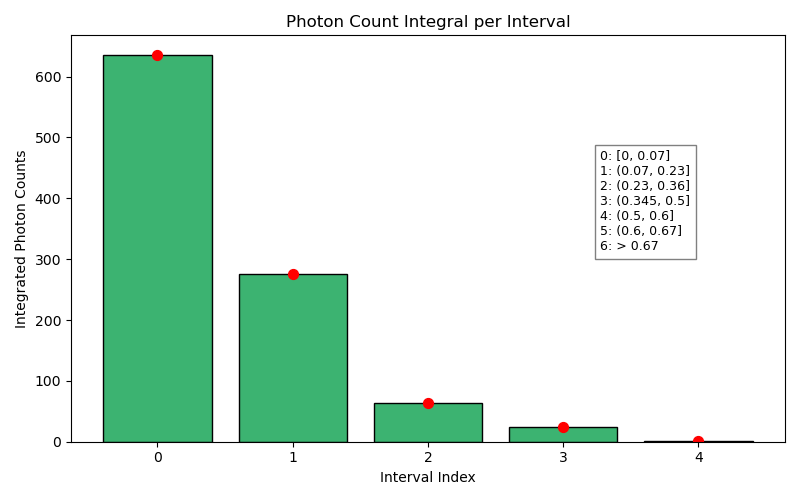 Photon Count Integral per Interval
Integrated Photon Counts
600
500
400
300
200
100
0
0: [0, 0.07]
1: (0.07, 0.23]
2: (0.23, 0.36]
3: (0.345, 0.5]
4: (0.5, 0.6]
5: (0.6, 0.67]
6: > 0.67
0 1 2 3 4
Interval Index